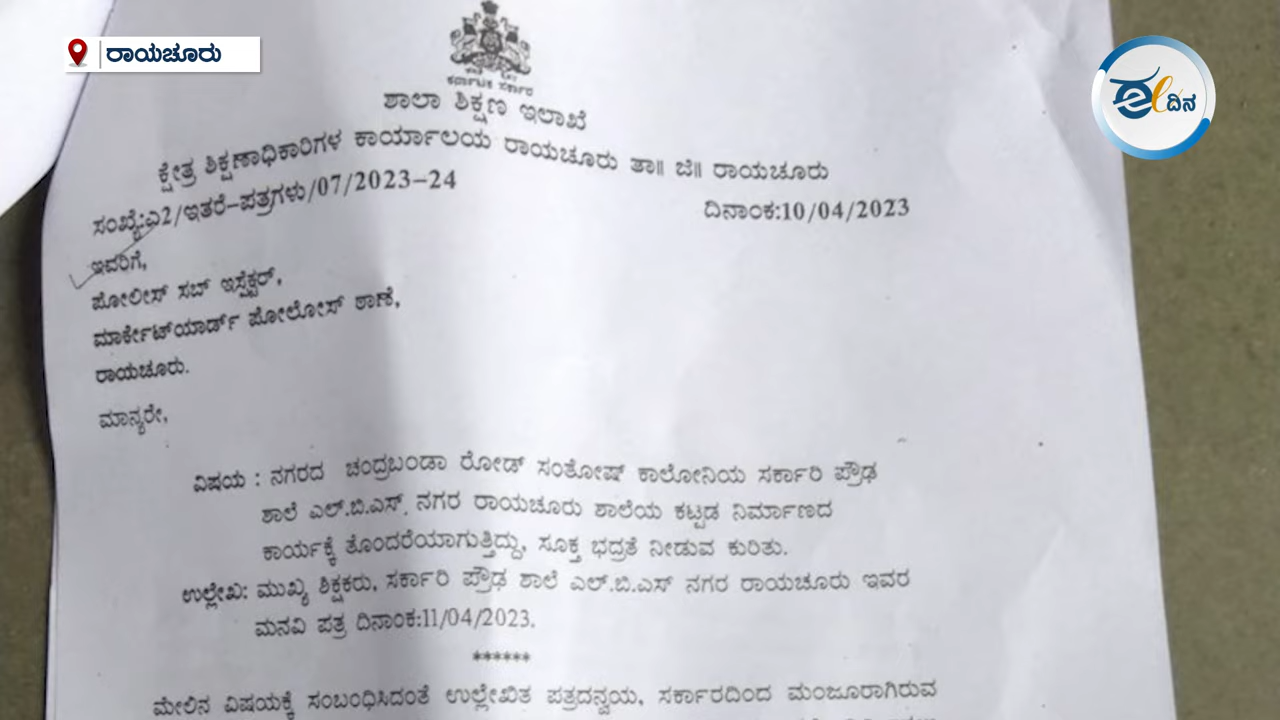 ರಾಯಚೂರು
ಈ ದಿನ
ಕರ್ನಾಟಕ ಸರ್ಕಾರ
ಶಾಲಾ ಶಿಕ್ಷಣ ಇಲಾಖೆ
ಕ್ಷೇತ್ರ ಶಿಕ್ಷಣಾಧಿಕಾರಿಗಳ ಕಾರ್ಯಾಲಯ ರಾಯಚೂರು ತಾ॥ ಜಿ॥ ರಾಯಚೂರು
ಸಂಖ್ಯೆ:ಎ2/ಇತರೆ–ಪತ್ರಗಳು/07/2023–24 ದಿನಾಂಕ:10/04/2023
ಇವರಿಗೆ,
ಪೋಲೀಸ್ ಸಬ್ ಇನ್ಸ್ಪೆಕ್ಟರ್,
ಮಾರ್ಕೇಟ್‌ಯಾರ್ಡ್ ಪೋಲೋಸ್ ಠಾಣೆ,
ರಾಯಚೂರು.
ಮಾನ್ಯರೇ,
ವಿಷಯ : ನಗರದ ಚಂದ್ರಬಂಡಾ ರೋಡ್ ಸಂತೋಷ್ ಕಾಲೋನಿಯ ಸರ್ಕಾರಿ ಪ್ರೌಢ
ಶಾಲೆ ಎಲ್.ಬಿ.ಎಸ್. ನಗರ ರಾಯಚೂರು ಶಾಲೆಯ ಕಟ್ಟಡ ನಿರ್ಮಾಣದ
ಕಾರ್ಯಕ್ಕೆ ತೊಂದರೆಯಾಗುತ್ತಿದ್ದು, ಸೂಕ್ತ ಭದ್ರತೆ ನೀಡುವ ಕುರಿತು.
ಉಲ್ಲೇಖ: ಮುಖ್ಯ ಶಿಕ್ಷಕರು, ಸರ್ಕಾರಿ ಪ್ರೌಢ ಶಾಲೆ ಎಲ್.ಬಿ.ಎಸ್ ನಗರ ರಾಯಚೂರು ಇವರ
ಮನವಿ ಪತ್ರ ದಿನಾಂಕ:11/04/2023.
******
ಮೇಲಿನ ವಿಷಯಕ್ಕೆ ಸಂಬಂಧಿಸಿದಂತೆ ಉಲ್ಲೇಖಿತ ಪತ್ರದನ್ವಯ, ಸರ್ಕಾರದಿಂದ ಮಂಜೂರಾಗಿರುವ